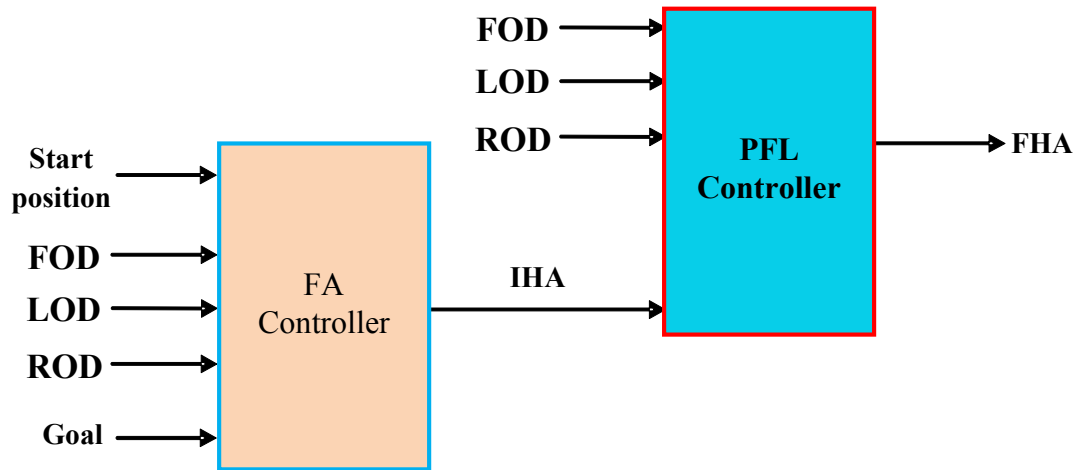 FOD
LOD
ROD
PFL
Controller
FHA
Start
position
FOD
LOD
ROD
Goal
FA
Controller
IHA